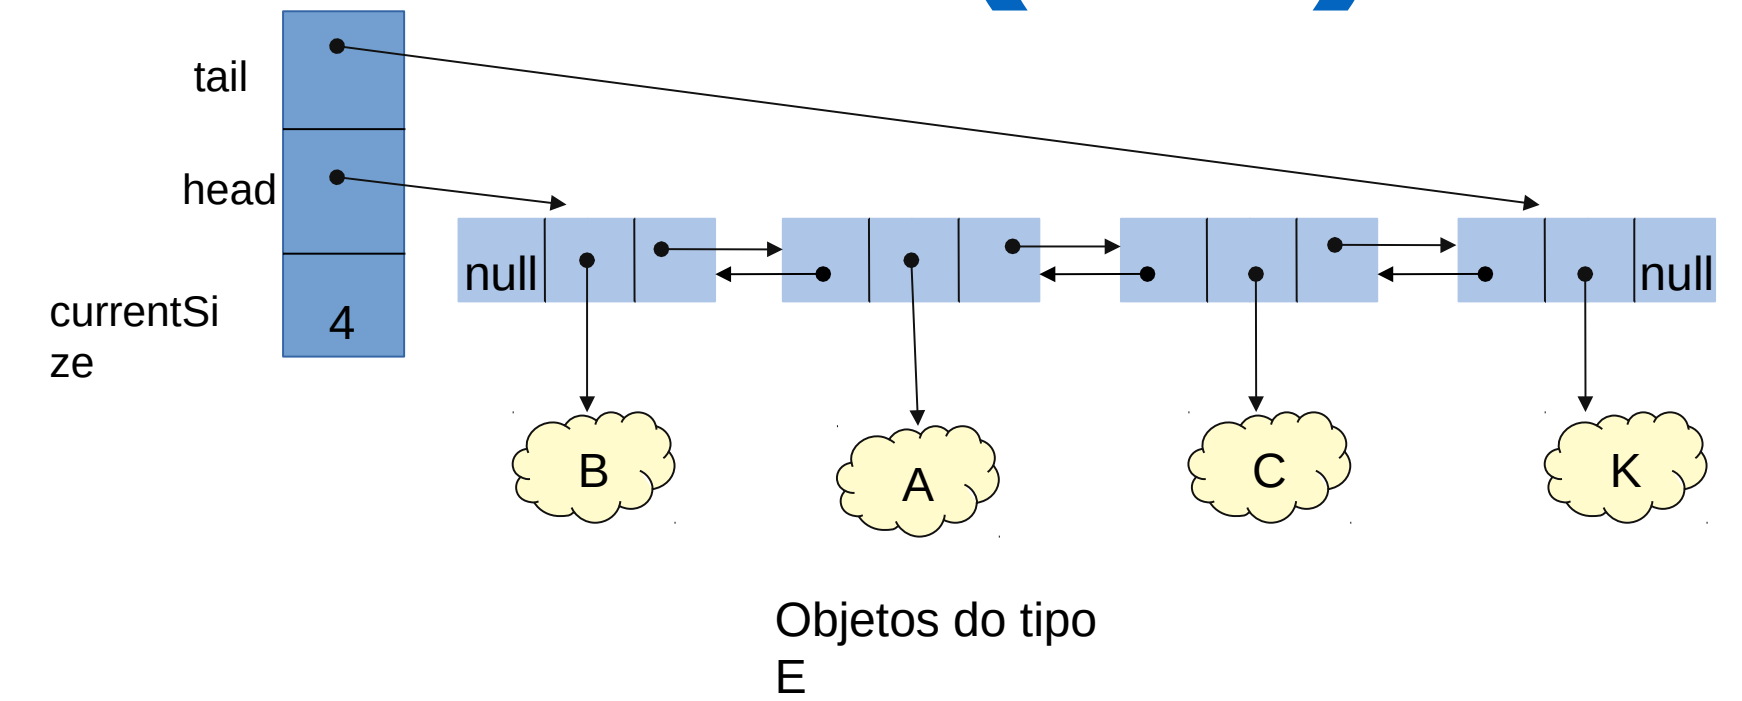 tail
head
currentSi
ze
4
null
null
B
A
C
K
Objetos do tipo
E